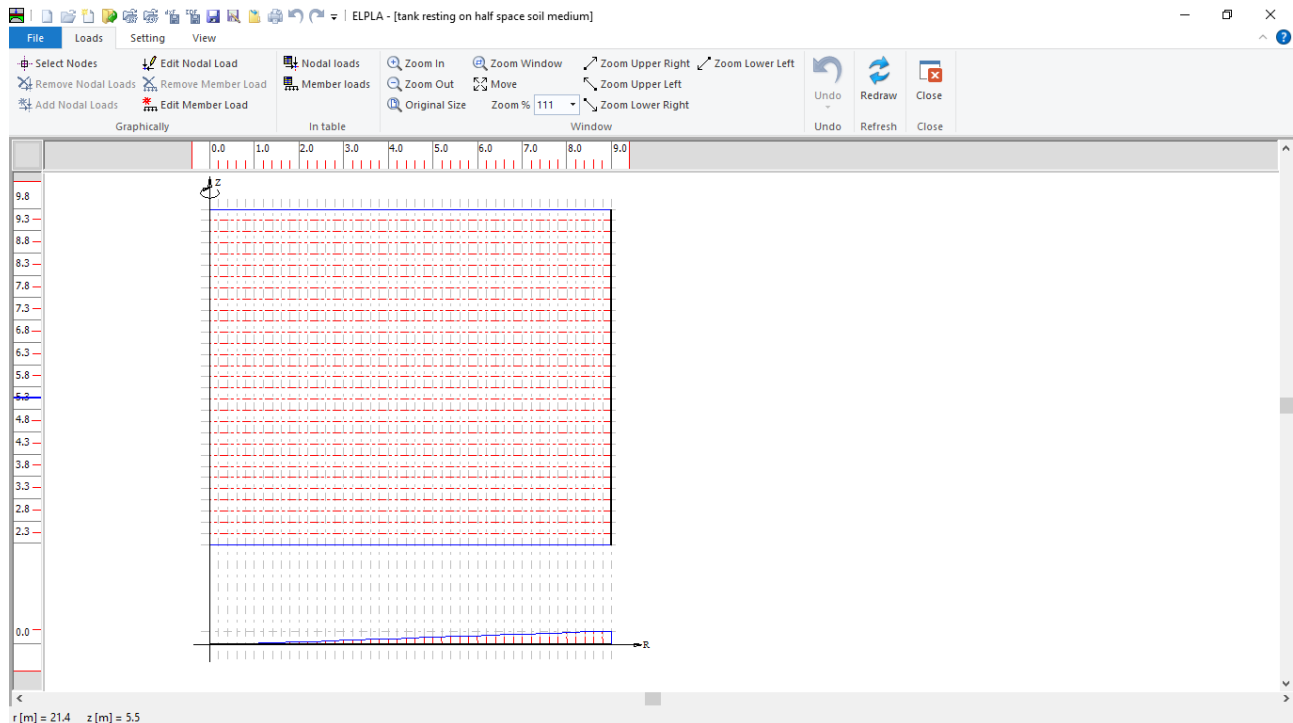 ELPLA - [tank resting on half space soil medium]
File Loads Setting View
Select Nodes Edit Nodal Load Nodal loads Zoom In Zoom Window Zoom Upper Right Zoom Lower Left
Remove Nodal Loads Remove Member Load Member loads Zoom Out Move Zoom Upper Left Undo Redraw Close
Add Nodal Loads Edit Member Load Original Size Zoom % 111 Zoom Lower Right
Graphically In table Window Undo Refresh Close
0.0 1.0 2.0 3.0 4.0 5.0 6.0 7.0 8.0 9.0
Z
9.8
9.3
8.8
8.3
7.8
7.3
6.8
6.3
5.8
5.3
4.8
4.3
3.8
3.3
2.8
2.3
0.0
R
r [m] = 21.4 z [m] = 5.5